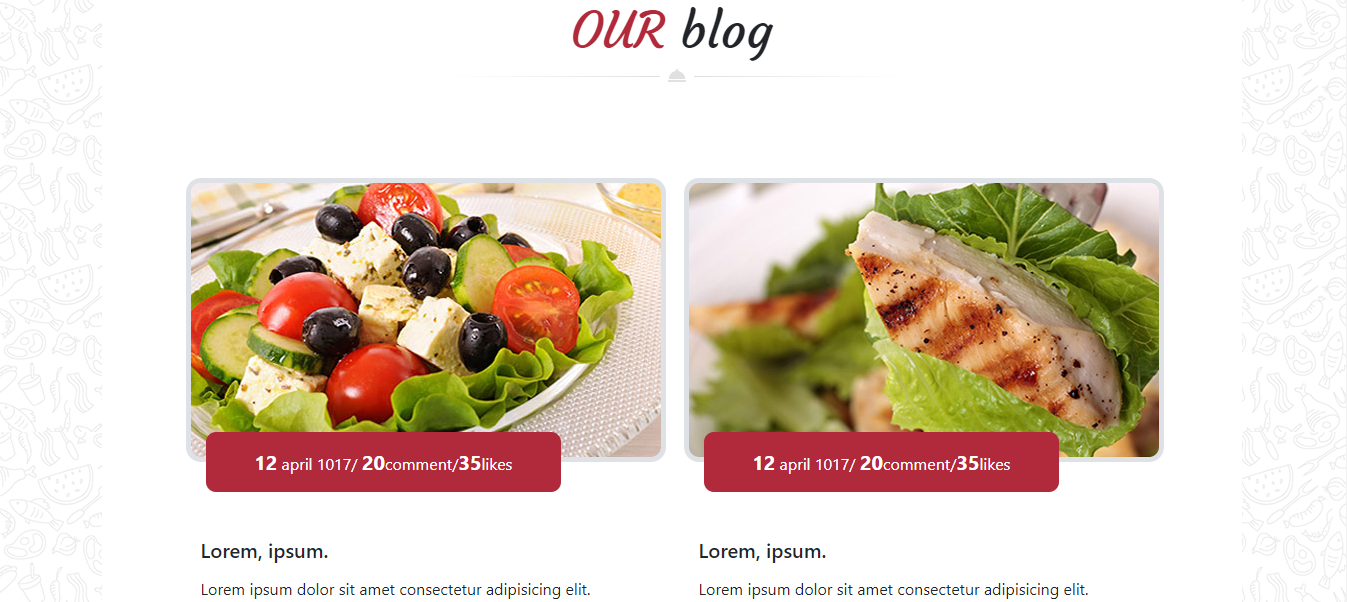 OUR blog
12 april 1017/ 20comment/35likes
12 april 1017/ 20comment/35likes
Lorem, ipsum.
Lorem ipsum dolor sit amet consectetur adipisicing elit.
Lorem, ipsum.
Lorem ipsum dolor sit amet consectetur adipisicing elit.